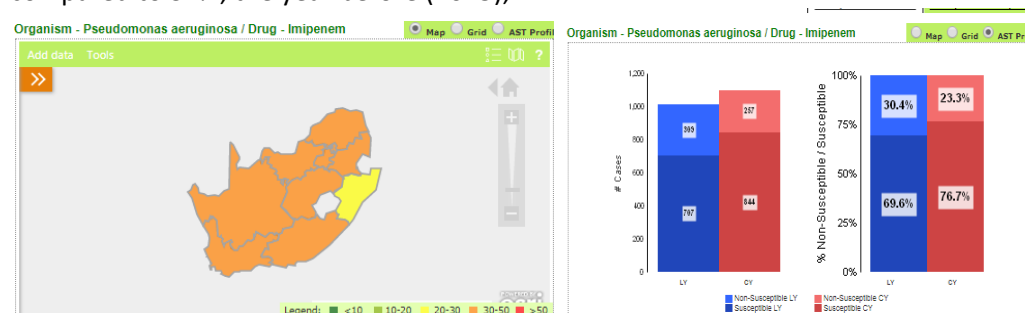 Organism - Pseudomonas aeruginosa / Drug - Imipenem
Map Grid AST Profil
Add data Tools
?
Legend: <10 10-20 20-30 30-50 >50
Organism - Pseudomonas aeruginosa / Drug - Imipenem
Map Grid AST Pr
# Cases
1,200
1,000
800
600
400
200
0
309
707
257
844
LY CY
% Non-Susceptible / Susceptible
100%
75%
50%
25%
0%
30.4%
69.6%
23.3%
76.7%
LY CY
Non-Susceptible LY Non-Susceptible CY
Susceptible LY Susceptible CY